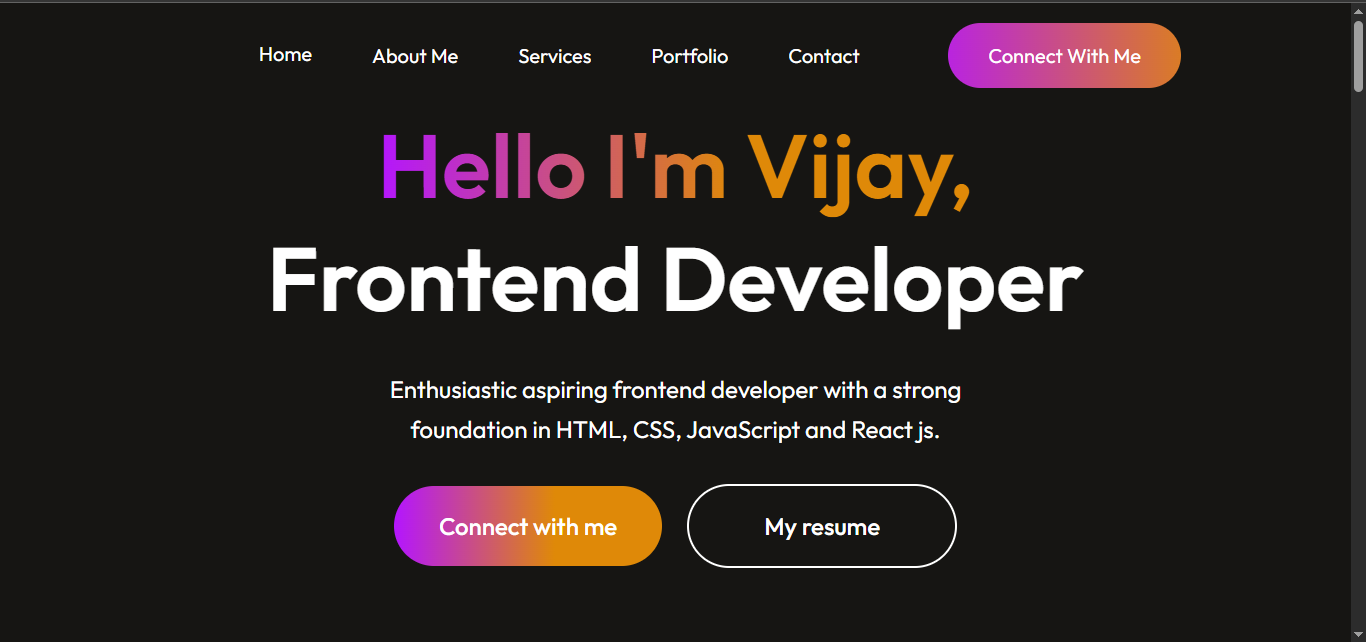 Home About Me Services Portfolio Contact Connect With Me
Hello I'm Vijay,
Frontend Developer
Enthusiastic aspiring frontend developer with a strong
foundation in HTML, CSS, JavaScript and React js.
Connect with me My resume